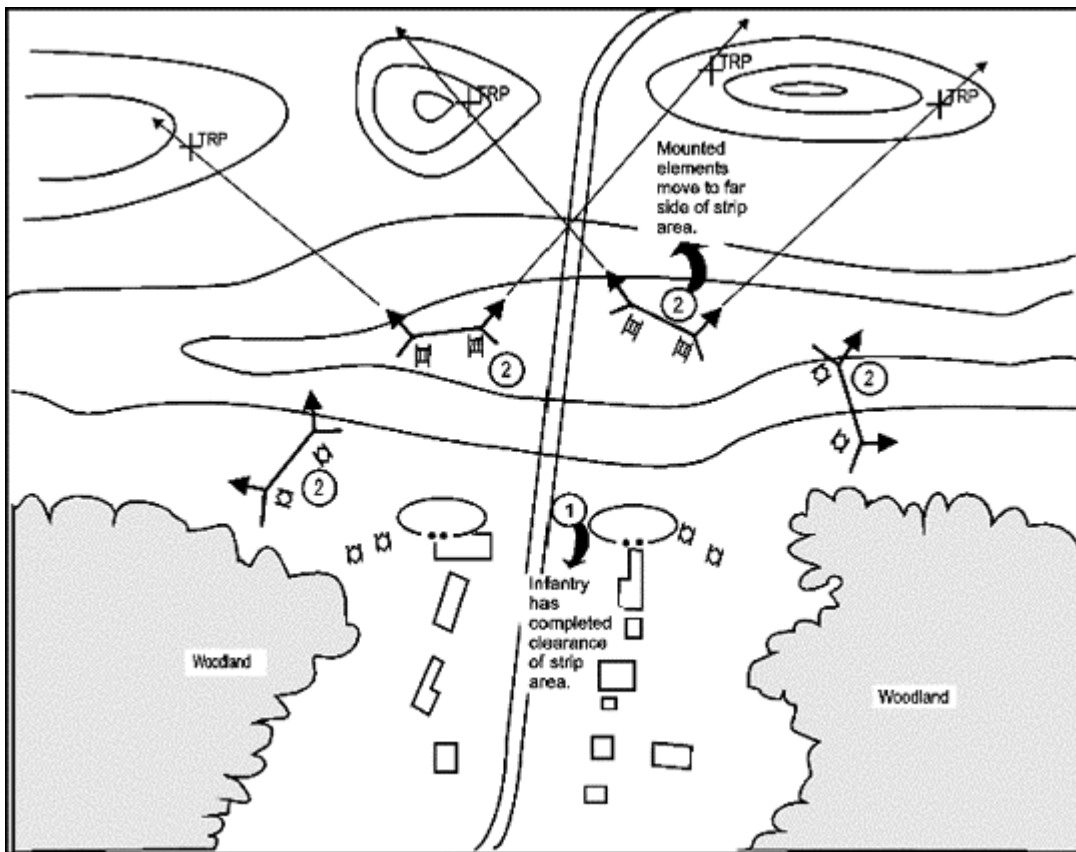 TRP
TRP
TRP
TRP
Mounted
elements
move to far
side of strip
area.
2
2
2
2
1
Infantry
has
completed
clearance
of strip
area.
Woodland
Woodland